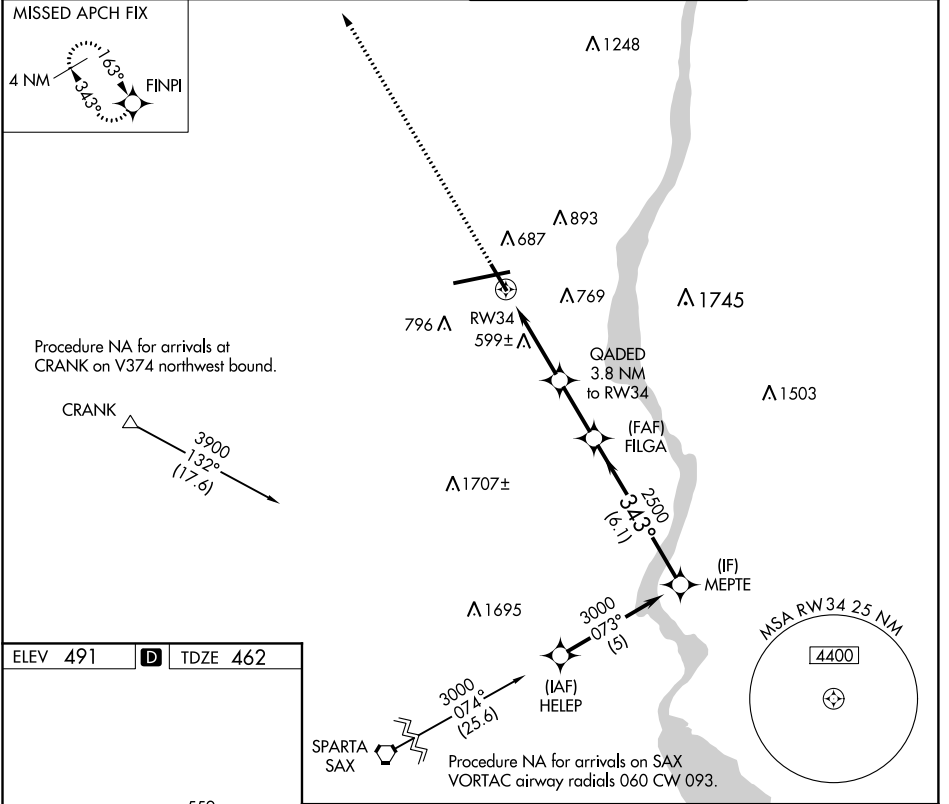 MISSED APCH FIX
4 NM
163°
343°
FINPI
1248
893
687
RW34
769
1745
796
599±
QADED
3.8 NM
to RW34
1503
(FAF)
FILGA
Procedure NA for arrivals at
CRANK on V374 northwest bound.
CRANK
3900
132°
(17.6)
1707±
2500
343°
(6.1)
(IF)
MEPTE
1695
3000
073°
(5)
(IAF)
HELEP
MSA RW34 25 NM
4400
ELEV 491 D TDZE 462
3000
074°
(25.6)
SPARTA
SAX
Procedure NA for arrivals on SAX
VORTAC airway radials 060 CW 093.